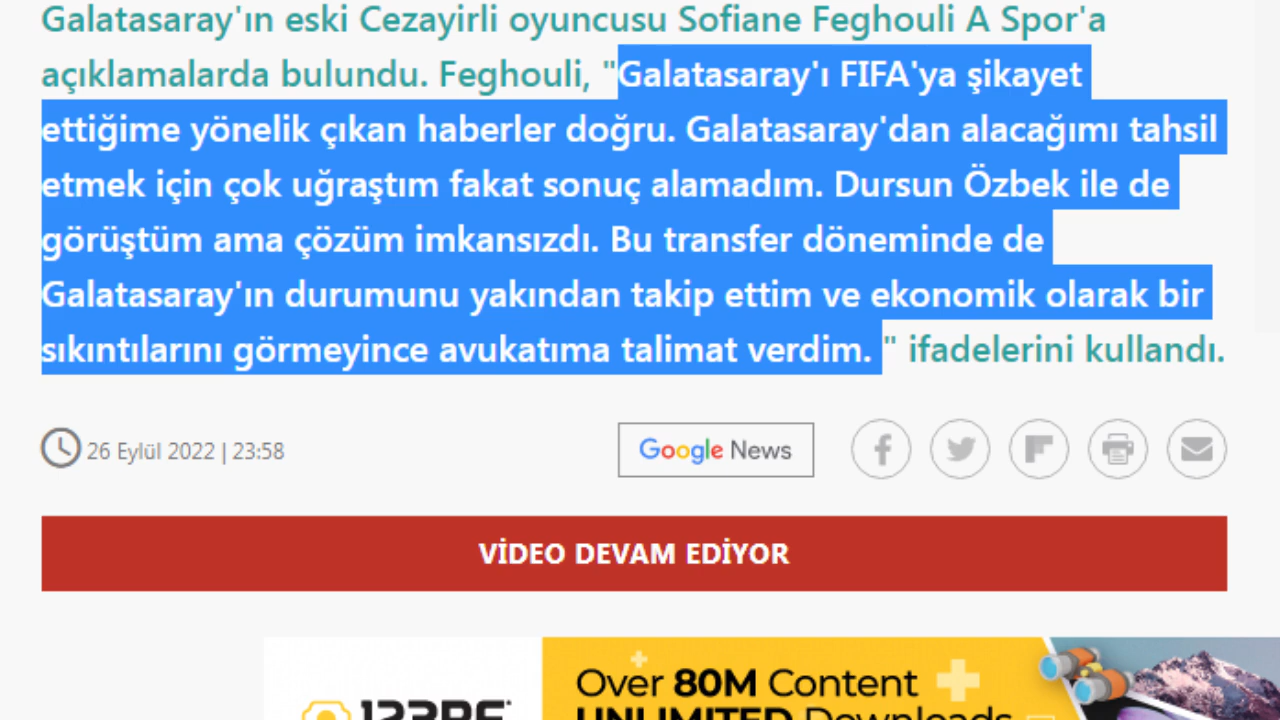 Galatasaray'ın eski Cezayirli oyuncusu Sofiane Feghouli A Spor'a
açıklamalarda bulundu. Feghouli, "Galatasaray'ı FIFA'ya şikayet
ettiğime yönelik çıkan haberler doğru. Galatasaray'dan alacağımı tahsil
etmek için çok uğraştım fakat sonuç alamadım. Dursun Özbek ile de
görüştüm ama çözüm imkansızdı. Bu transfer döneminde de
Galatasaray'ın durumunu yakından takip ettim ve ekonomik olarak bir
sıkıntılarını görmeyince avukatıma talimat verdim. " ifadelerini kullandı.
26 Eylül 2022 | 23:58
Google News
VİDEO DEVAM EDİYOR
Over 80M Content
123RF
UNLIMITED Downloads